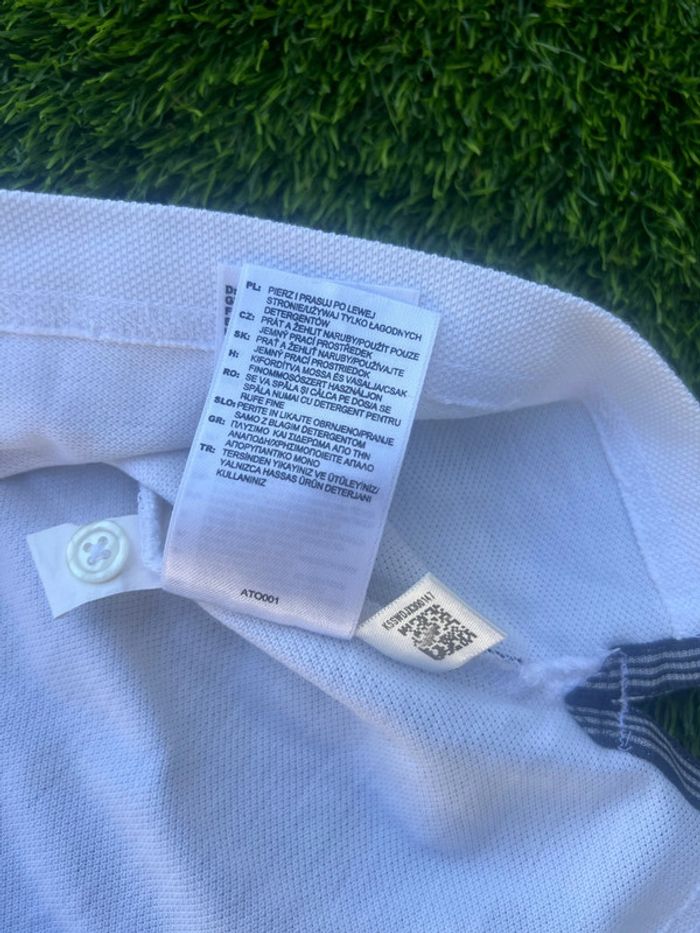 PL: PIERZ I PRASUJ PO LEWEJ
STRONIE/UŻYWAJ TYLKO ŁAGODNYCH
DETERGENTÓW
CZ: PRÁT A ŽEHLIT NARUBY/POUŽÍT POUZE
JEMNÝ PRACÍ PROSTŘEDEK
SK: PRAŤ A ŽEHLIŤ NARUBY/POUŽÍVAJTE
JEMNÝ PRACÍ PROSTRIEDOK
H: KIFORDÍTVA MOSSA ÉS VASALJA/CSAK
FINOMMOSÓSZERT HASZNÁLJON
RO: SE VA SPĂLA ȘI CĂLCA PE DOS/A SE
SPĂLA NUMAI CU DETERGENT PENTRU
RUFE FINE
SLO: PERITE IN LIKAJTE OBRNJENO/PRANJE
SAMO Z BLAGIM DETERGENTOM
GR: ΠΛΥΣΙΜΟ ΚΑΙ ΣΙΔΕΡΩΜΑ ΑΠΟ ΤΗΝ
ΑΝΑΠΟΔΗ/ΧΡΗΣΙΜΟΠΟΙΕΙΤΕ ΑΠΑΛΟ
ΑΠΟΡΥΠΑΝΤΙΚΟ ΜΟΝΟ
TR: TERSİNDEN YIKAYINIZ VE ÜTÜLEYİNİZ/
YALNIZCA HASSAS ÜRÜN DETERJANI
KULLANINIZ
ATO001